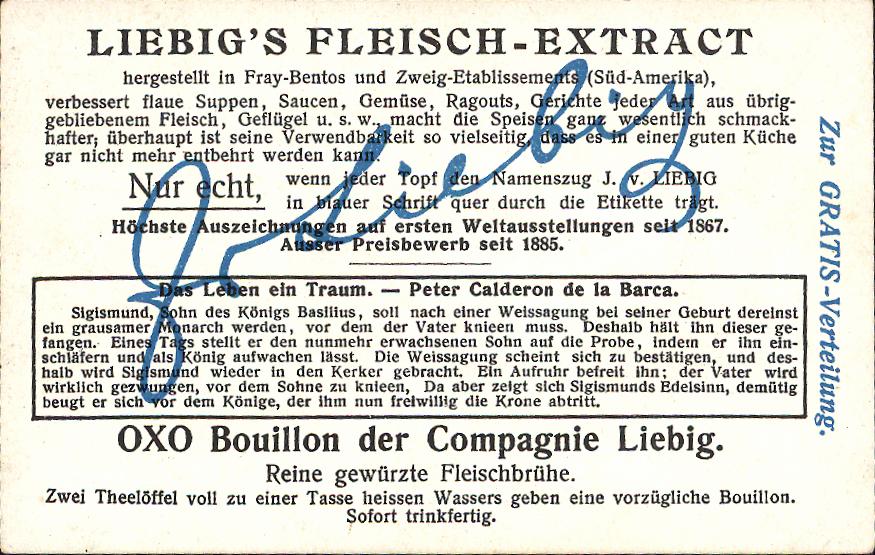 LIEBIG'S FLEISCH-EXTRACT
hergestellt in Fray-Bentos und Zweig-Etablissements (Süd-Amerika),
verbessert flaue Suppen, Saucen, Gemüse, Ragouts, Gerichte jeder Art aus übrig-
gebliebenem Fleisch, Geflügel u. s. w., macht die Speisen ganz wesentlich schmack-
hafter; überhaupt ist seine Verwendbarkeit so vielseitig, dass es in einer guten Küche
gar nicht mehr entbehrt werden kann.
Nur echt,
wenn jeder Topf den Namenszug J. v. LIEBIG
in blauer Schrift quer durch die Etikette trägt.
Höchste Auszeichnungen auf ersten Weltausstellungen seit 1867.
Ausser Preisbewerb seit 1885.
JvLiebig
Das Leben ein Traum. — Peter Calderon de la Barca.
Sigismund, Sohn des Königs Basilius, soll nach einer Weissagung bei seiner Geburt dereinst
ein grausamer Monarch werden, vor dem der Vater knieen muss. Deshalb hält ihn dieser ge-
fangen. Eines Tags stellt er den nunmehr erwachsenen Sohn auf die Probe, indem er ihn ein-
schläfern und als König aufwachen lässt. Die Weissagung scheint sich zu bestätigen, und des-
halb wird Sigismund wieder in den Kerker gebracht. Ein Aufruhr befreit ihn; der Vater wird
wirklich gezwungen, vor dem Sohne zu knieen, Da aber zeigt sich Sigismunds Edelsinn, demütig
beugt er sich vor dem Könige, der ihm nun freiwillig die Krone abtritt.
OXO Bouillon der Compagnie Liebig.
Reine gewürzte Fleischbrühe.
Zwei Theelöffel voll zu einer Tasse heissen Wassers geben eine vorzügliche Bouillon.
Sofort trinkfertig.
Zur GRATIS-Verteilung.